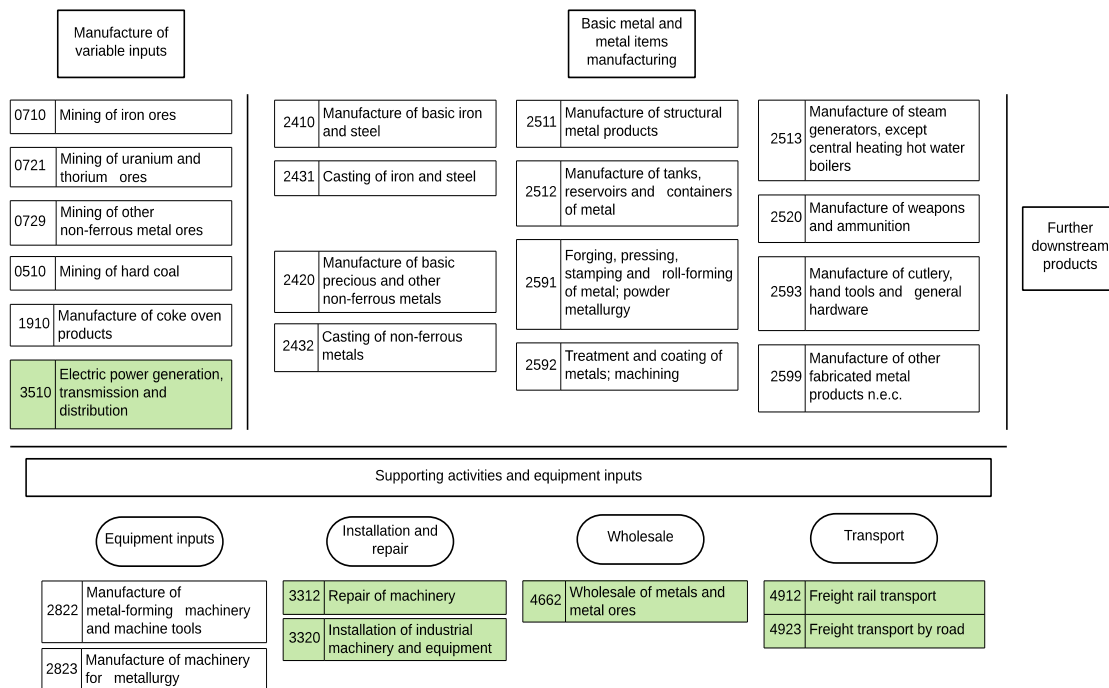 Manufacture of
variable inputs
Basic metal and
metal items
manufacturing
0710 Mining of iron ores
0721 Mining of uranium and
thorium ores
0729 Mining of other
non-ferrous metal ores
0510 Mining of hard coal
1910 Manufacture of coke oven
products
3510 Electric power generation,
transmission and
distribution
2410 Manufacture of basic iron
and steel
2431 Casting of iron and steel
2420 Manufacture of basic
precious and other
non-ferrous metals
2432 Casting of non-ferrous
metals
2511 Manufacture of structural
metal products
2512 Manufacture of tanks,
reservoirs and containers
of metal
2591 Forging, pressing,
stamping and roll-forming
of metal; powder
metallurgy
2592 Treatment and coating of
metals; machining
2513 Manufacture of steam
generators, except
central heating hot water
boilers
2520 Manufacture of weapons
and ammunition
2593 Manufacture of cutlery,
hand tools and general
hardware
2599 Manufacture of other
fabricated metal
products n.e.c.
Further
downstream
products
Supporting activities and equipment inputs
Equipment inputs
2822 Manufacture of
metal-forming machinery
and machine tools
2823 Manufacture of machinery
for metallurgy
Installation and
repair
3312 Repair of machinery
3320 Installation of industrial
machinery and equipment
Wholesale
4662 Wholesale of metals and
metal ores
Transport
4912 Freight rail transport
4923 Freight transport by road